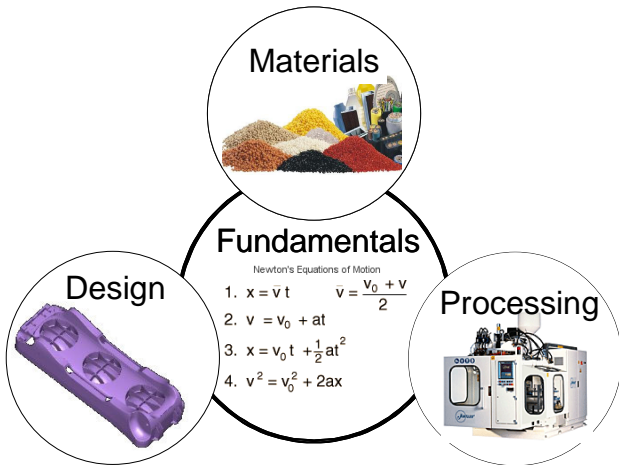 Materials
Fundamentals
Newton's Equations of Motion
1. x = v̅ t    v̅ = (v₀ + v)/2
2. v = v₀ + at
3. x = v₀ t + ½at²
4. v² = v₀² + 2ax
Design
Processing